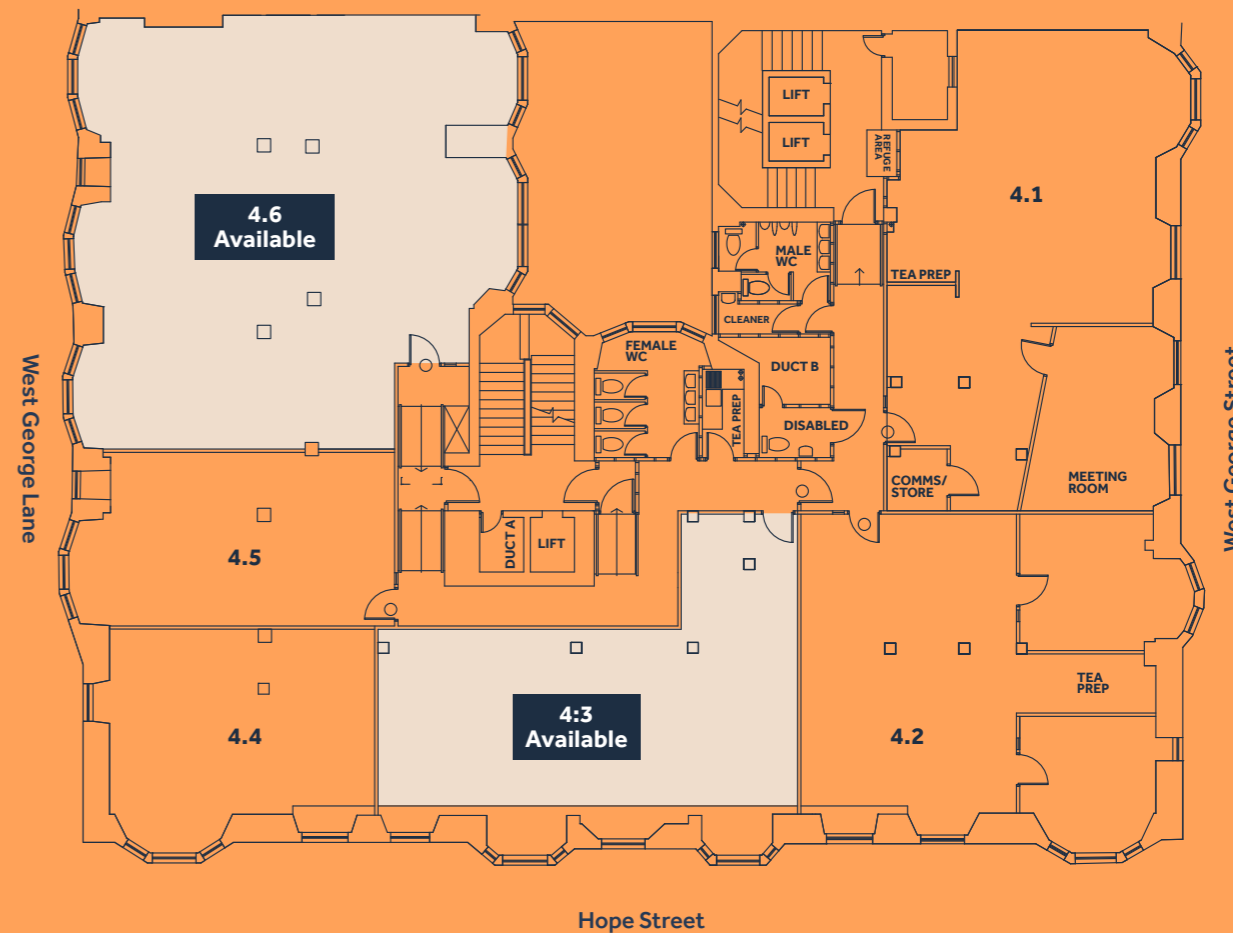 LIFT
LIFT
REFUGE
AREA
4.1
4.6
Available
MALE
WC
TEA PREP
CLEANER
FEMALE
WC
DUCT B
TEA PREP
DISABLED
West George Lane
West George Street
COMMS/
STORE
MEETING
ROOM
DUCT A
LIFT
4.5
TEA
PREP
4.4
4:3
Available
4.2
Hope Street